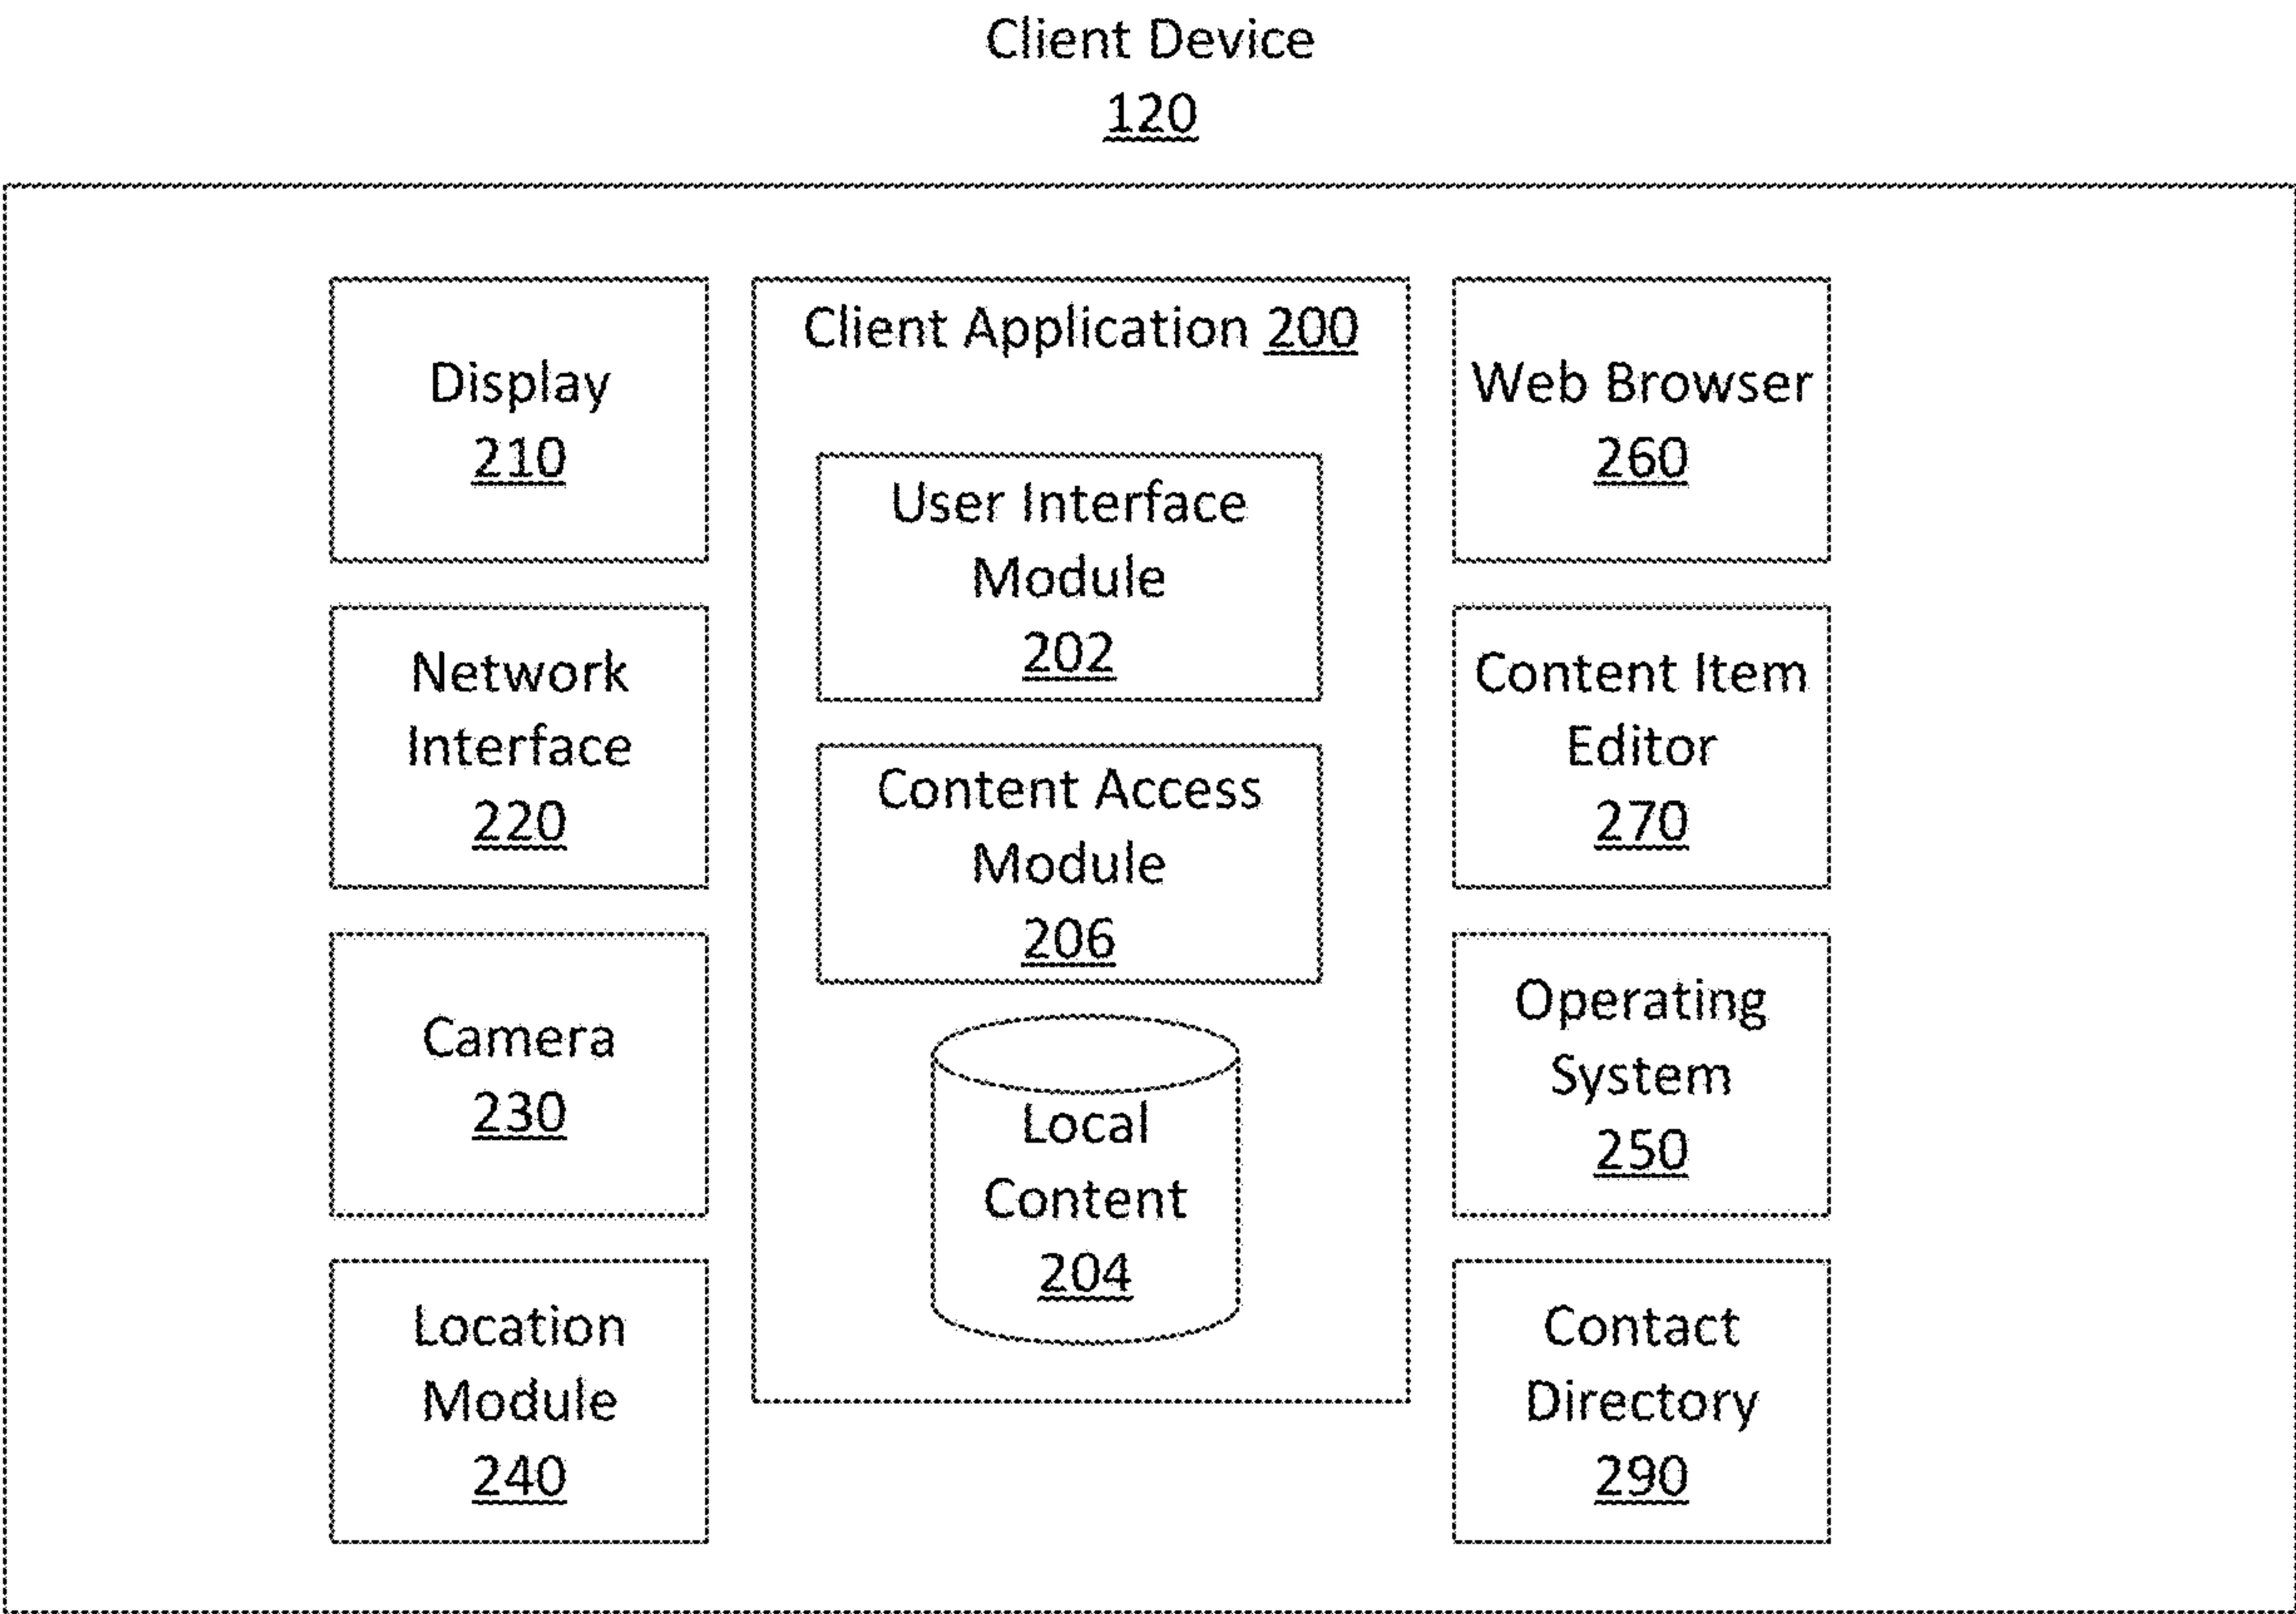 Client Device
120
Display
210
Network
Interface
220
Camera
230
Location
Module
240
Client Application 200
User Interface
Module
202
Content Access
Module
206
Local
Content
204
Web Browser
260
Content Item
Editor
270
Operating
System
250
Contact
Directory
290